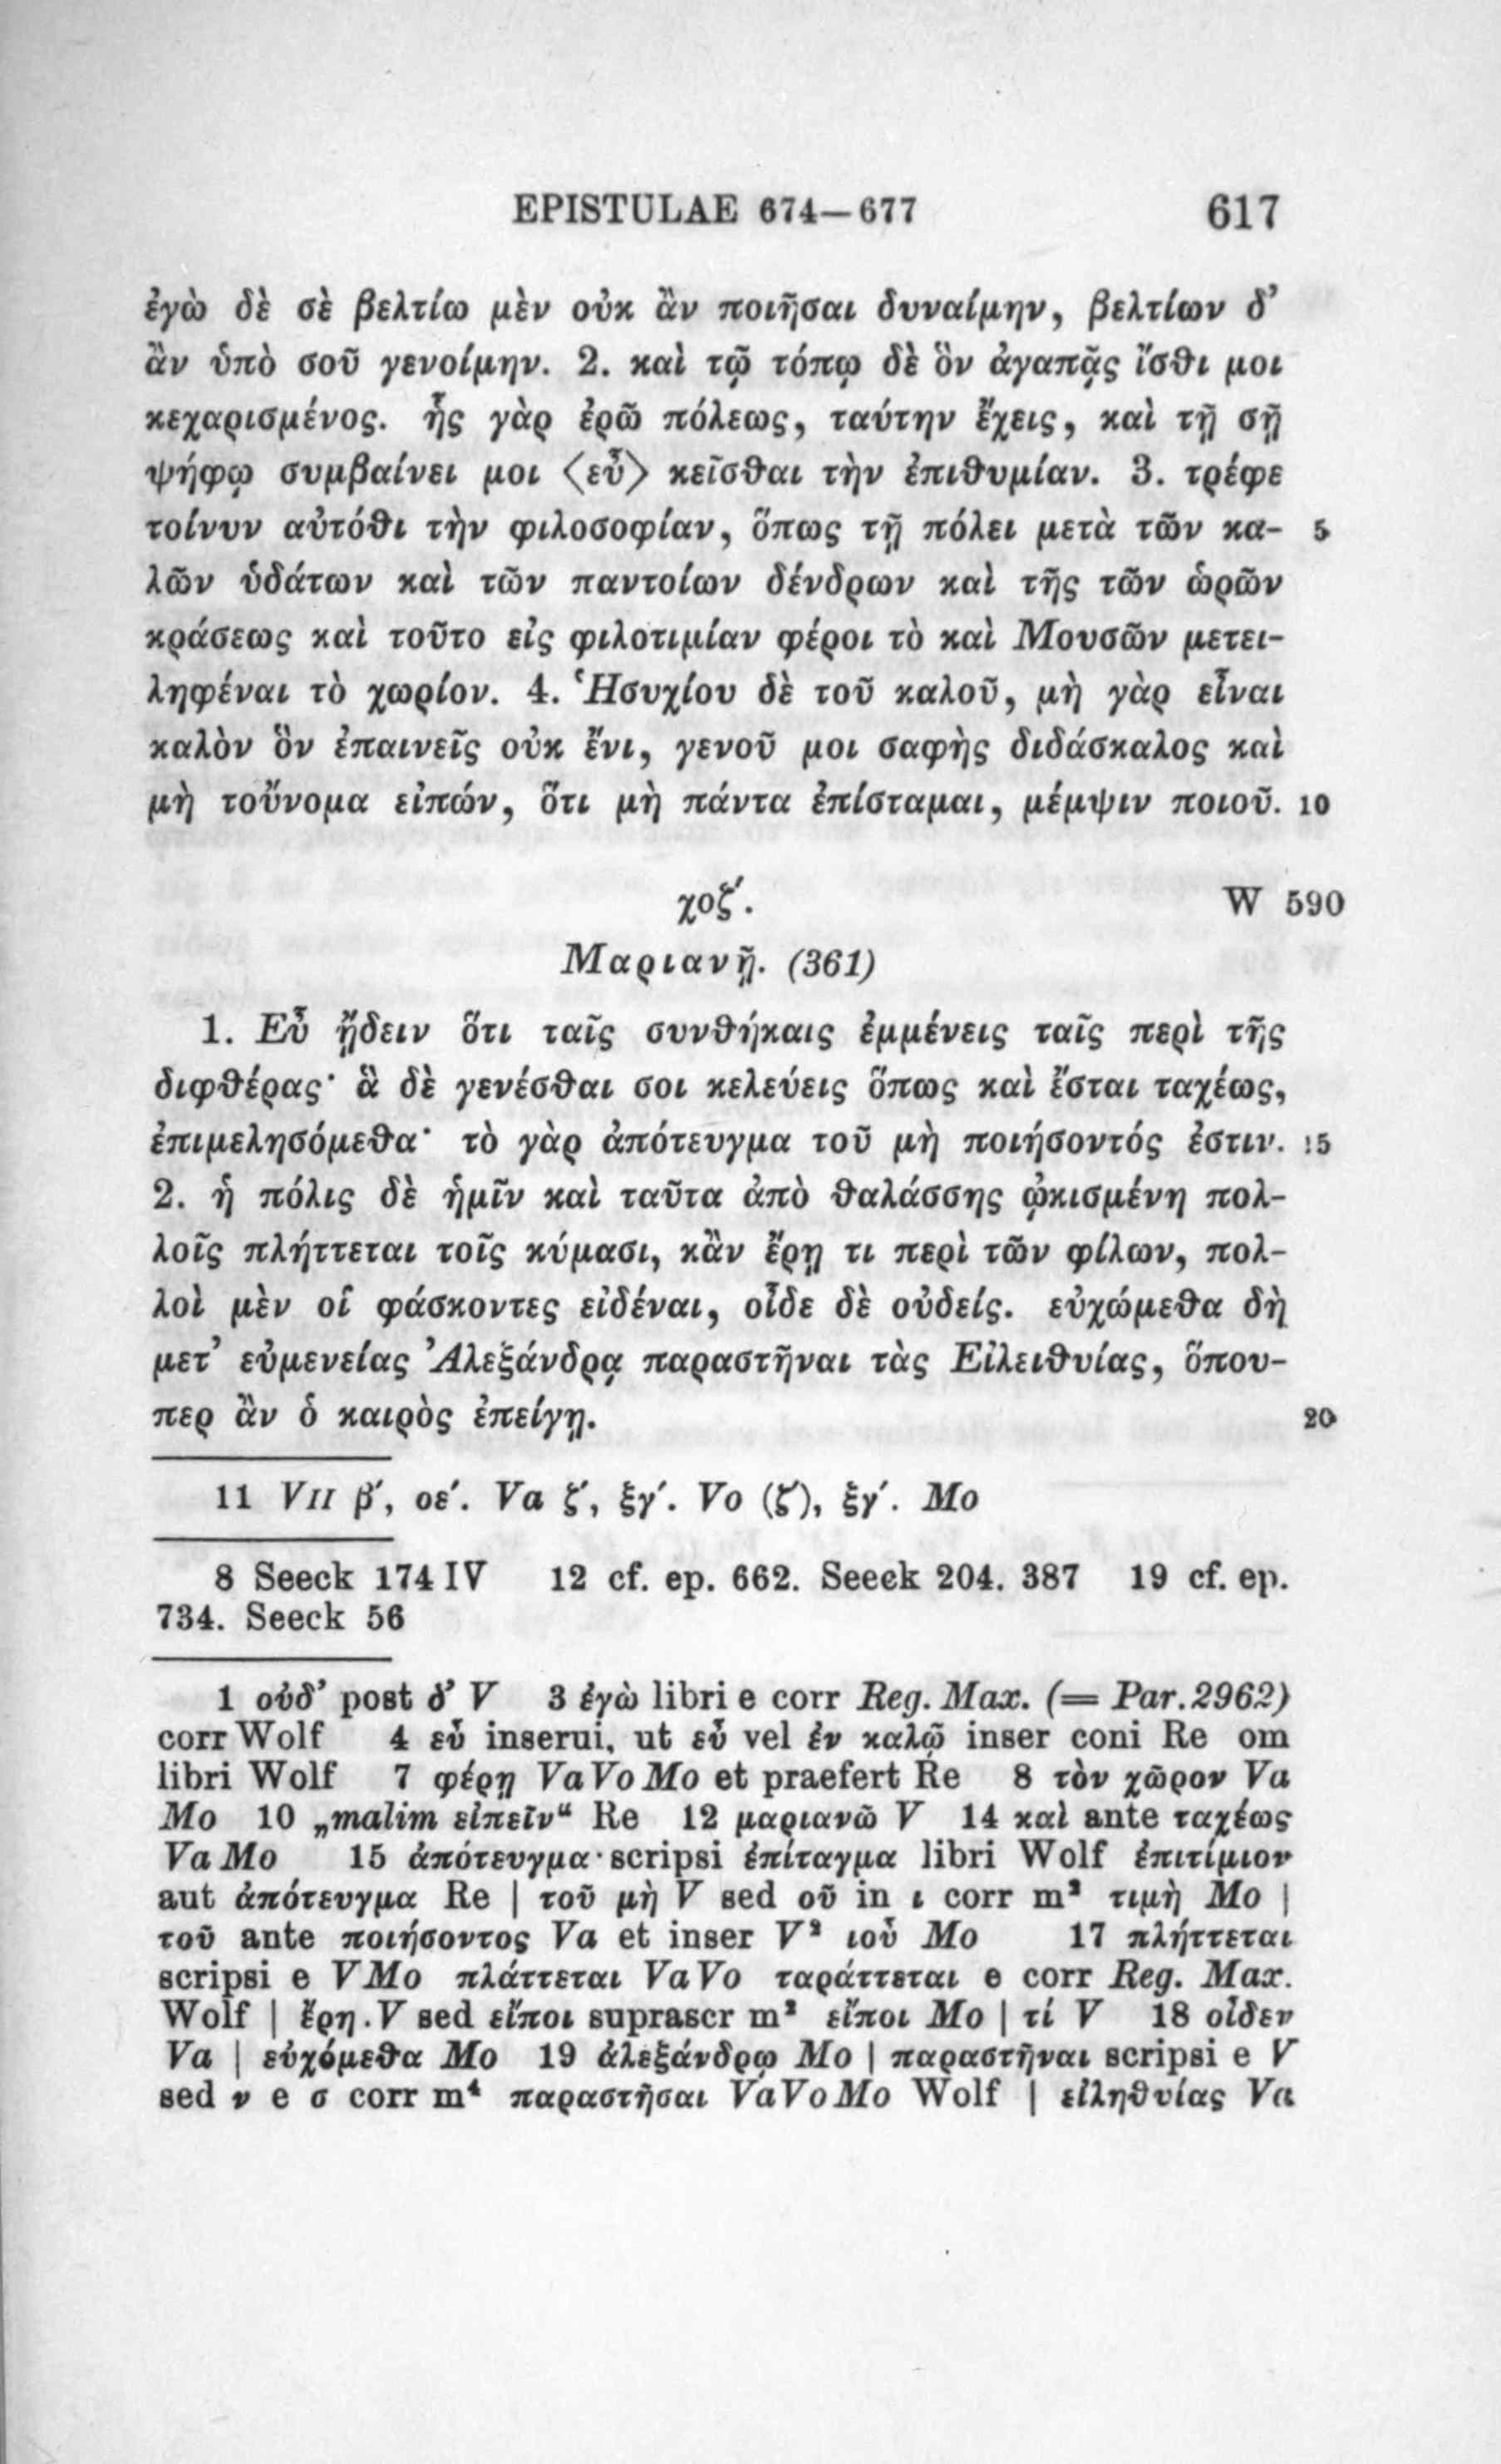 EPISTULAE 674—677 617
ἐγὼ δὲ σὲ βελτίω μὲν οὐκ ἂν ποιῆσαι δυναίμην, βελτίων δ’
ἂν ὑπὸ σοῦ γενοίμην. 2. καὶ τῷ τόπῳ δὲ ὃν ἀγαπᾷς ἴσθι μοι
κεχαρισμένος. ἧς γὰρ ἐρῶ πόλεως, ταύτην ἔχεις, καὶ τῇ σῇ
ψήφῳ συμβαίνει μοι ⟨εὖ⟩ κεῖσθαι τὴν ἐπιθυμίαν. 3. τρέφε
τοίνυν αὐτόθι τὴν φιλοσοφίαν, ὅπως τῇ πόλει μετὰ τῶν κα- 5
λῶν ὑδάτων καὶ τῶν παντοίων δένδρων καὶ τῆς τῶν ὡρῶν
κράσεως καὶ τοῦτο εἰς φιλοτιμίαν φέροι τὸ καὶ Μουσῶν μετει-
ληφέναι τὸ χωρίον. 4. Ἡσυχίου δὲ τοῦ καλοῦ, μὴ γὰρ εἶναι
καλὸν ὃν ἐπαινεῖς οὐκ ἔνι, γενοῦ μοι σαφὴς διδάσκαλος καὶ
μὴ τοὔνομα εἰπών, ὅτι μὴ πάντα ἐπίσταμαι, μέμψιν ποιοῦ. 10
χοζ′. W 590
Μαριανῇ. (361)
1. Εὖ ᾔδειν ὅτι ταῖς συνθήκαις ἐμμένεις ταῖς περὶ τῆς
διφθέρας· ἃ δὲ γενέσθαι σοι κελεύεις ὅπως καὶ ἔσται ταχέως,
ἐπιμελησόμεθα· τὸ γὰρ ἀπότευγμα τοῦ μὴ ποιήσοντός ἐστιν. 15
2. ἡ πόλις δὲ ἡμῖν καὶ ταῦτα ἀπὸ θαλάσσης ᾠκισμένη πολ-
λοῖς πλήττεται τοῖς κύμασι, κἂν ἔρῃ τι περὶ τῶν φίλων, πολ-
λοὶ μὲν οἱ φάσκοντες εἰδέναι, οἶδε δὲ οὐδείς. εὐχώμεθα δὴ
μετ’ εὐμενείας Ἀλεξάνδρᾳ παραστῆναι τὰς Εἰλειθυίας, ὅπου-
περ ἂν ὁ καιρὸς ἐπείγῃ. 20
11 VII β′, οε′. Va ζ′, ξγ′. Vo (ζ′), ξγ′. Mo
8 Seeck 174 IV 12 cf. ep. 662. Seeck 204. 387 19 cf. ep.
734. Seeck 56
1 οὐδ’ post δ’ V 3 ἐγὼ libri e corr Reg. Max. (= Par. 2962)
corr Wolf 4 εὖ inserui, ut εὖ vel ἐν καλῷ inser coni Re om
libri Wolf 7 φέρῃ Va Vo Mo et praefert Re 8 τὸν χῶρον Va
Mo 10 „malim εἰπεῖν“ Re 12 μαριανῶ V 14 καὶ ante ταχέως
Va Mo 15 ἀπότευγμα scripsi ἐπίταγμα libri Wolf ἐπιτίμιον
aut ἀπότευγμα Re | τοῦ μὴ V sed οῦ in ι corr m² τιμὴ Mo |
τοῦ ante ποιήσοντος Va et inser V² ιοὖ Mo 17 πλήττεται
scripsi e V Mo πλάττεται Va Vo ταράττεται e corr Reg. Max.
Wolf | ἔρη V sed εἴποι suprascr m² εἴποι Mo | τί V 18 οἶδεν
Va | εὐχόμεθα Mo 19 ἀλεξάνδρῳ Mo | παραστῆναι scripsi e V
sed ν e σ corr m⁴ παραστῆσαι Va Vo Mo Wolf | εἰληθυίας Va